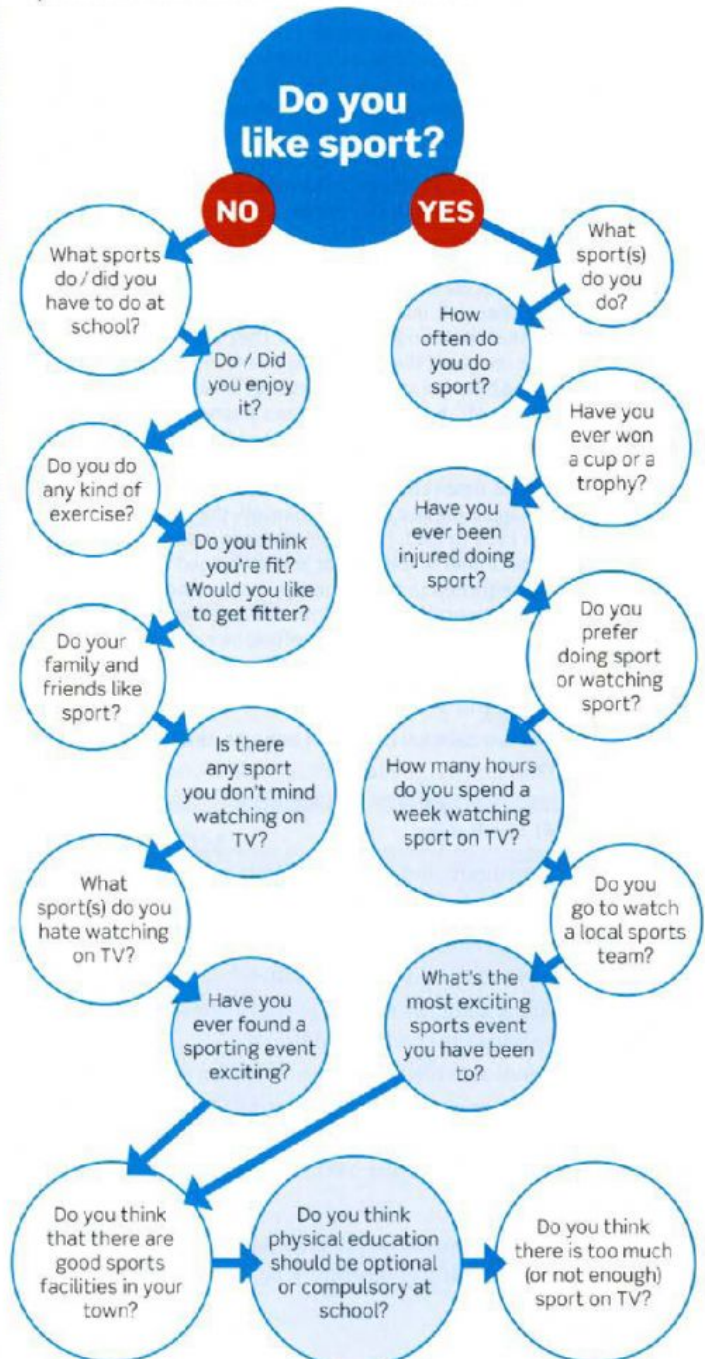 Do you
like sport?
NO
YES
What sports
do / did you
have to do at
school?
Do / Did
you enjoy
it?
Do you do
any kind of
exercise?
Do you think
you're fit?
Would you like
to get fitter?
Do your
family and
friends like
sport?
Is there
any sport
you don't mind
watching on
TV?
What
sport(s) do you
hate watching
on TV?
Have you
ever found a
sporting event
exciting?
What
sport(s)
do you
do?
How
often do
you do
sport?
Have you
ever won
a cup or a
trophy?
Have you
ever been
injured doing
sport?
Do you
prefer
doing sport
or watching
sport?
How many hours
do you spend a
week watching
sport on TV?
Do you
go to watch
a local sports
team?
What's the
most exciting
sports event
you have been
to?
Do you think
that there are
good sports
facilities in your
town?
Do you think
physical education
should be optional
or compulsory at
school?
Do you think
there is too much
(or not enough)
sport on TV?